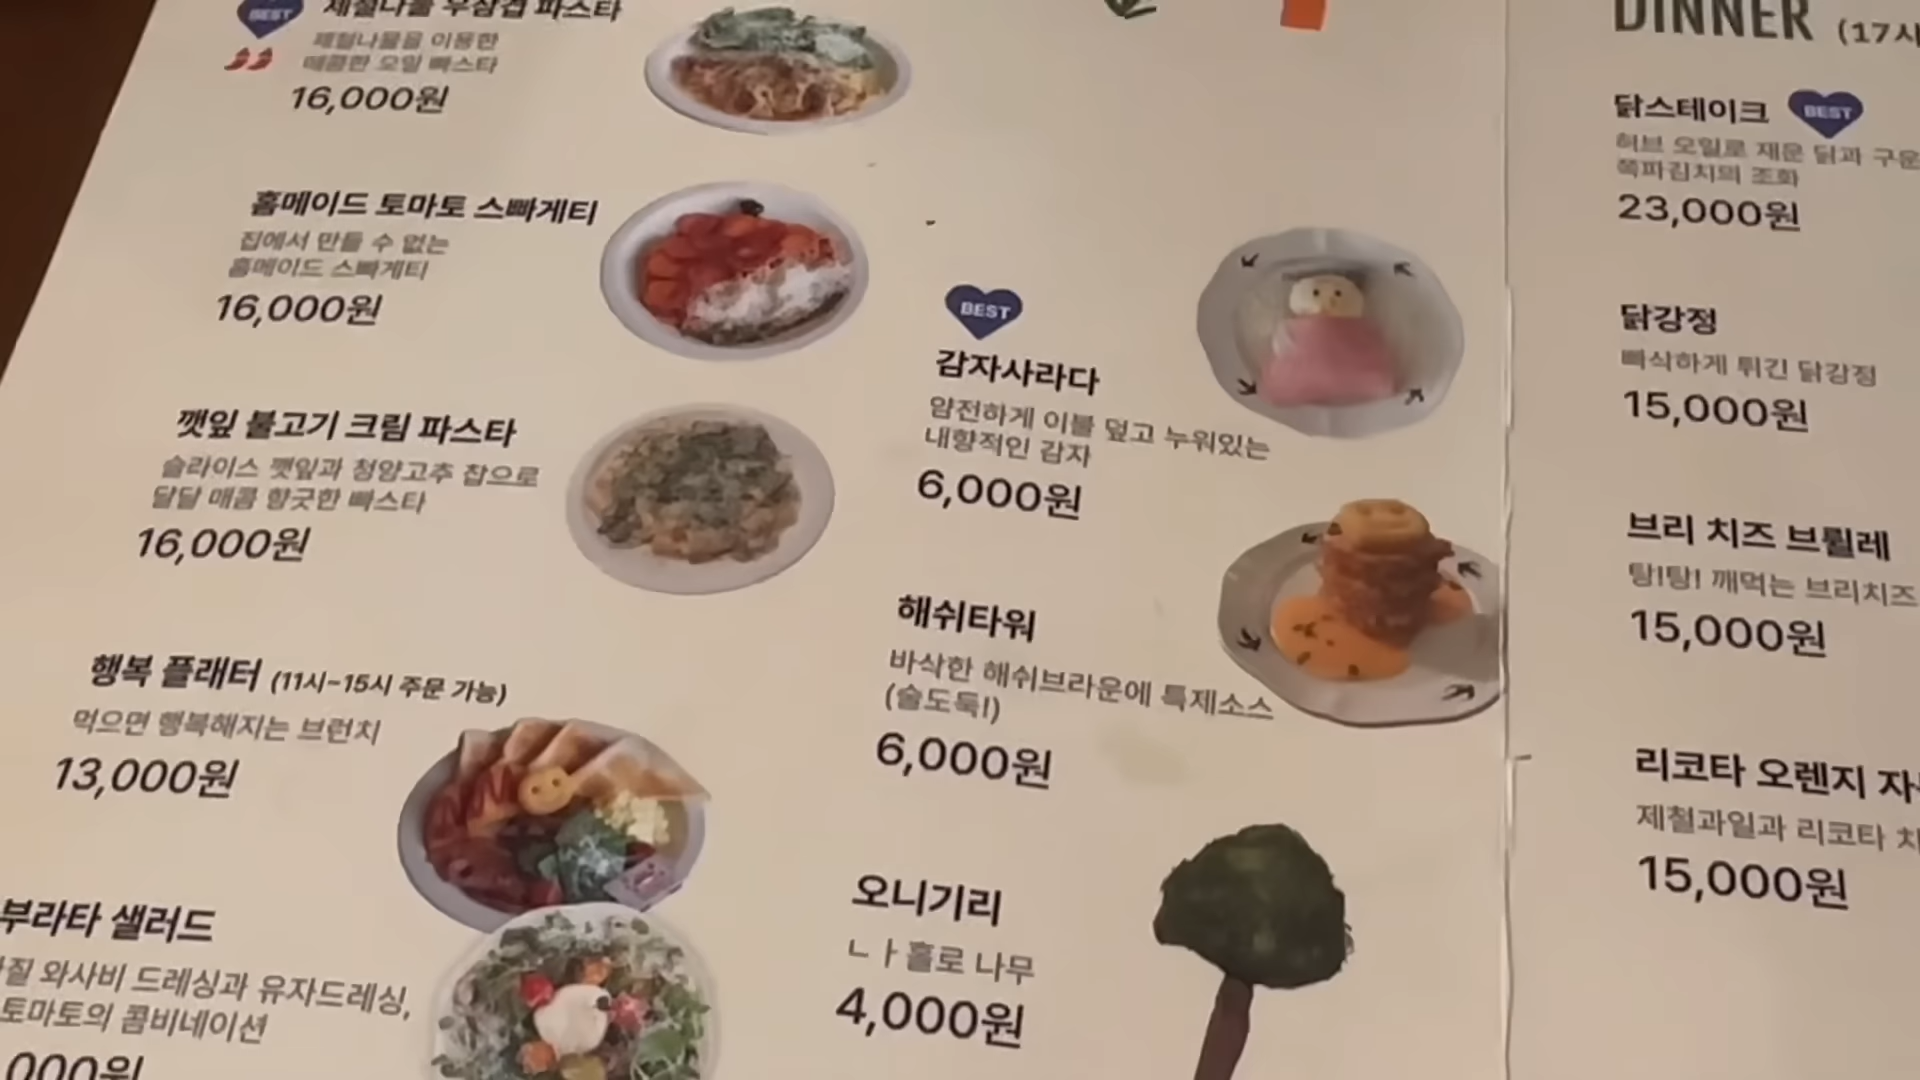 BEST
제철나물 우삼겹 파스타
제철나물을 이용한
매콤한 오일 빠스타
16,000원
홈메이드 토마토 스빠게티
집에서 만들 수 없는
홈메이드 스빠게티
16,000원
깻잎 불고기 크림 파스타
슬라이스 깻잎과 청양고추 찹으로
달달 매콤 향긋한 빠스타
16,000원
행복 플래터 (11시-15시 주문 가능)
먹으면 행복해지는 브런치
13,000원
부라타 샐러드
와사비 드레싱과 유자드레싱,
토마토의 콤비네이션
000원
BEST
감자사라다
얌전하게 이불 덮고 누워있는
내향적인 감자
6,000원
해쉬타워
바삭한 해쉬브라운에 특제소스
(술도둑!)
6,000원
오니기리
ㄴㅏ홀로 나무
4,000원
DINNER (17시
닭스테이크 BEST
허브 오일로 재운 닭과 구운
쪽파김치의 조화
23,000원
닭강정
빠삭하게 튀긴 닭강정
15,000원
브리 치즈 브륄레
탕!탕! 깨먹는 브리치즈
15,000원
리코타 오렌지
제철과일과 리코타
15,000원